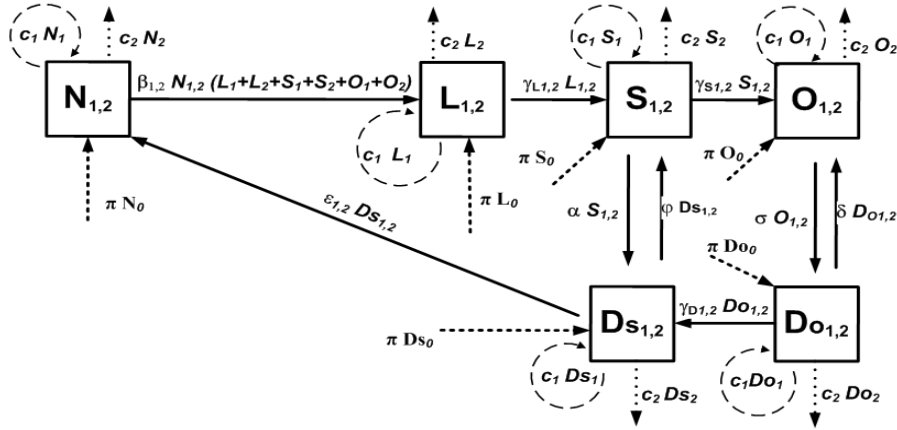 c₁ N₁
c₂ N₂
c₂ L₂
c₁ S₁
c₂ S₂
c₁ O₁
c₂ O₂
N₁,₂
β₁,₂ N₁,₂ (L₁+L₂+S₁+S₂+O₁+O₂)
L₁,₂
γL₁,₂ L₁,₂
S₁,₂
γS₁,₂ S₁,₂
O₁,₂
c₁ L₁
π S₀
π O₀
π N₀
π L₀
ε₁,₂ Ds₁,₂
α S₁,₂
φ Ds₁,₂
σ O₁,₂
δ DO₁,₂
π Do₀
Ds₁,₂
γD₁,₂ Do₁,₂
Do₁,₂
π Ds₀
c₁ Ds₁
c₂ Ds₂
c₁Do₁
c₂ Do₂